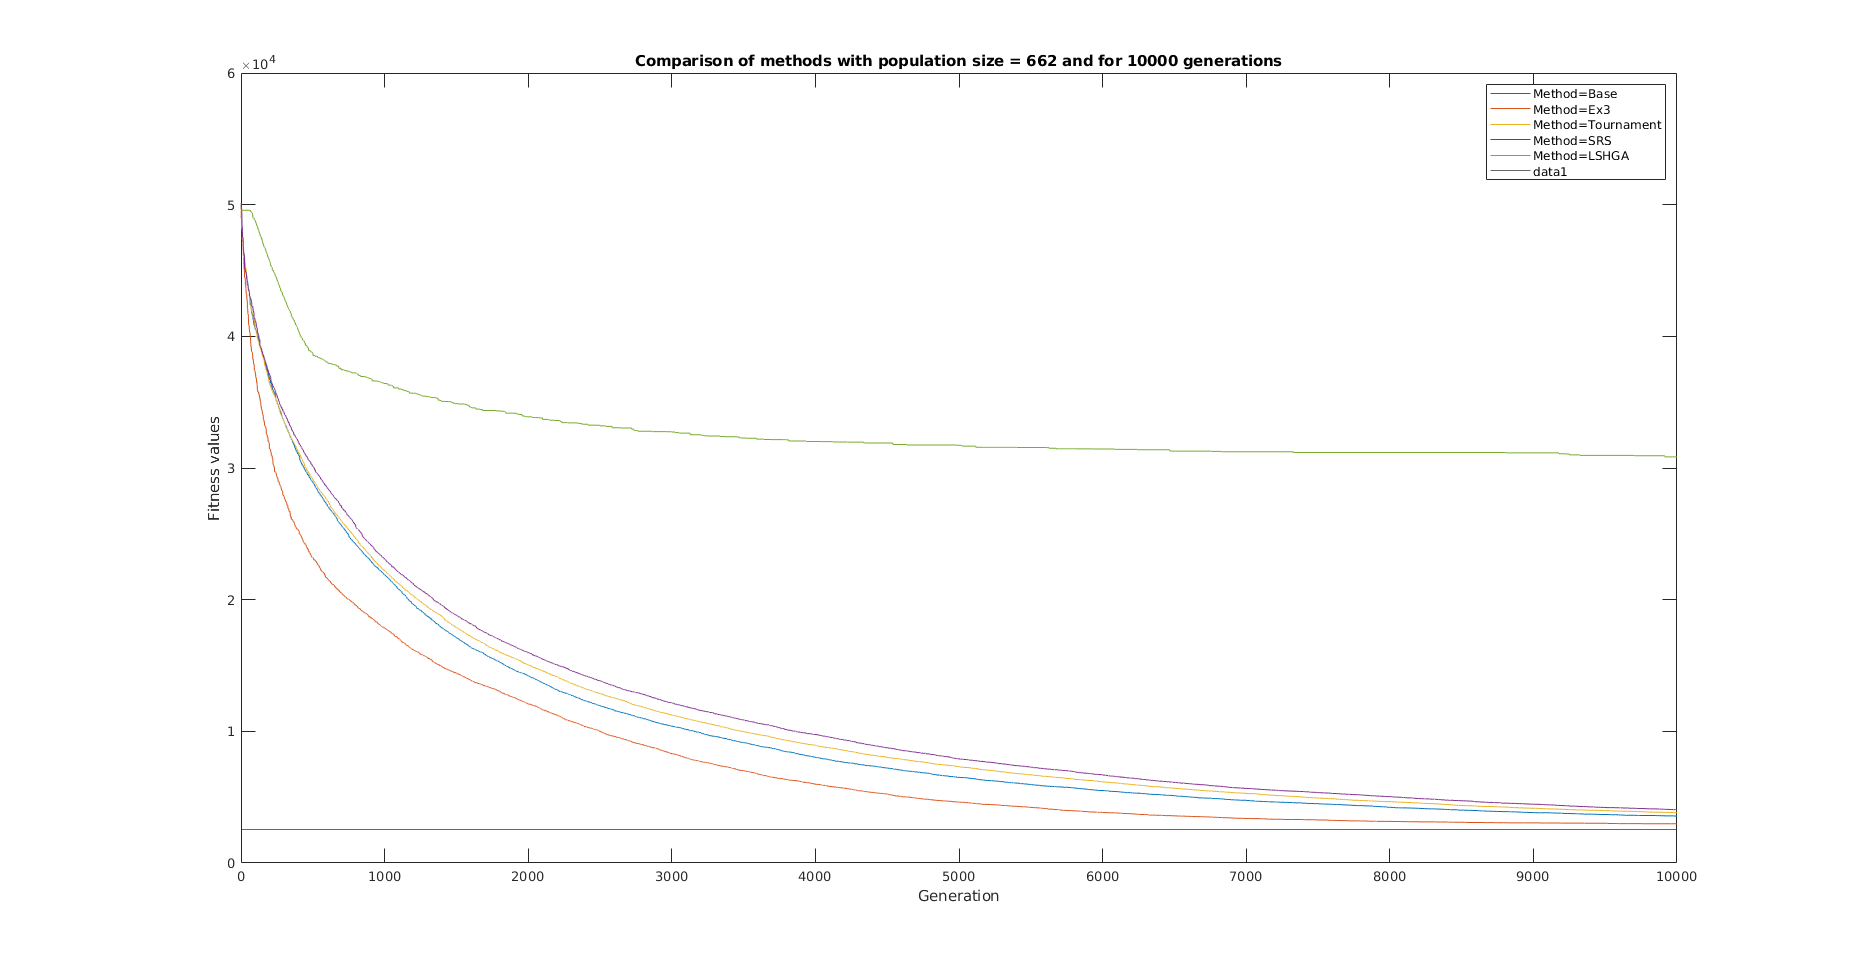 Comparison of methods with population size = 662 and for 10000 generations
×10^4
6
5
4
3
2
1
0
Fitness values
Method=Base
Method=Ex3
Method=Tournament
Method=SRS
Method=LSHGA
data1
0 1000 2000 3000 4000 5000 6000 7000 8000 9000 10000
Generation